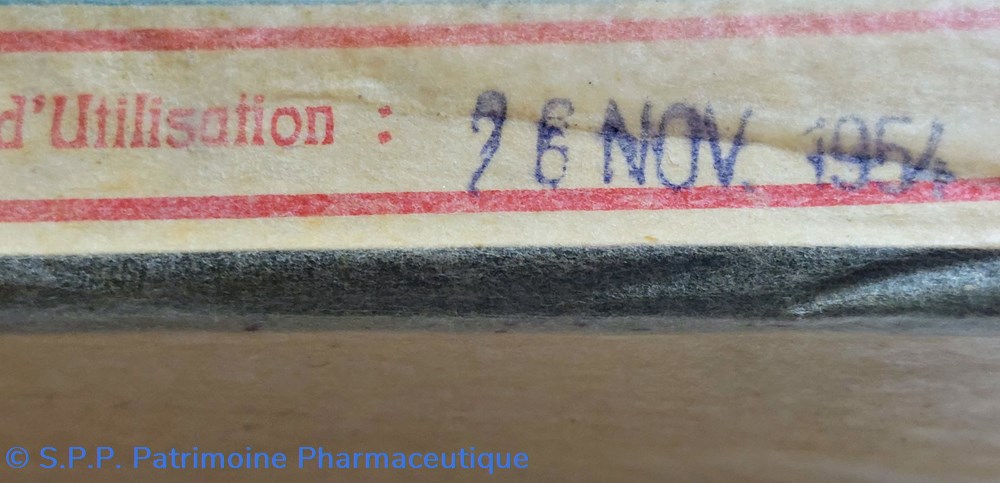 d'Utilisation : 26 NOV. 1954
© S.P.P. Patrimoine Pharmaceutique